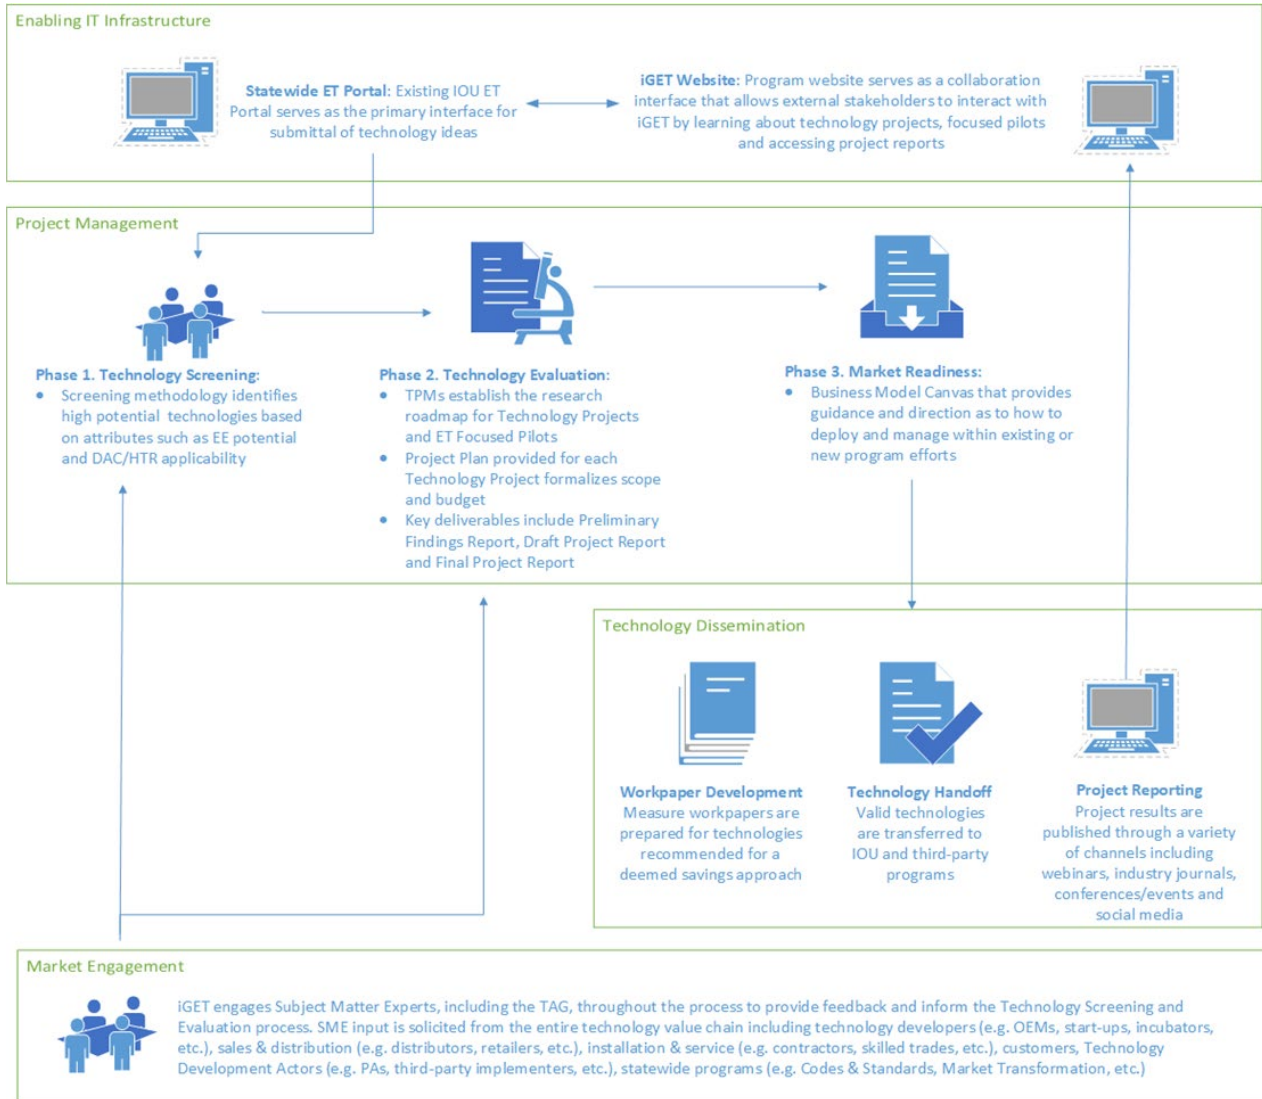 Enabling IT Infrastructure
Statewide ET Portal: Existing IOU ET
Portal serves as the primary interface for
submittal of technology ideas
iGET Website: Program website serves as a collaboration
interface that allows external stakeholders to interact with
iGET by learning about technology projects, focused pilots
and accessing project reports
Project Management
Phase 1. Technology Screening:
• Screening methodology identifies
high potential technologies based
on attributes such as EE potential
and DAC/HTR applicability
Phase 2. Technology Evaluation:
• TPMs establish the research
roadmap for Technology Projects
and ET Focused Pilots
• Project Plan provided for each
Technology Project formalizes scope
and budget
• Key deliverables include Preliminary
Findings Report, Draft Project Report
and Final Project Report
Phase 3. Market Readiness:
• Business Model Canvas that provides
guidance and direction as to how to
deploy and manage within existing or
new program efforts
Technology Dissemination
Workpaper Development
Measure workpapers are
prepared for technologies
recommended for a
deemed savings approach
Technology Handoff
Valid technologies
are transferred to
IOU and third-party
programs
Project Reporting
Project results are
published through a variety
of channels including
webinars, industry journals,
conferences/events and
social media
Market Engagement
iGET engages Subject Matter Experts, including the TAG, throughout the process to provide feedback and inform the Technology Screening and
Evaluation process. SME input is solicited from the entire technology value chain including technology developers (e.g. OEMs, start-ups, incubators,
etc.), sales & distribution (e.g. distributors, retailers, etc.), installation & service (e.g. contractors, skilled trades, etc.), customers, Technology
Development Actors (e.g. PAs, third-party implementers, etc.), statewide programs (e.g. Codes & Standards, Market Transformation, etc.)